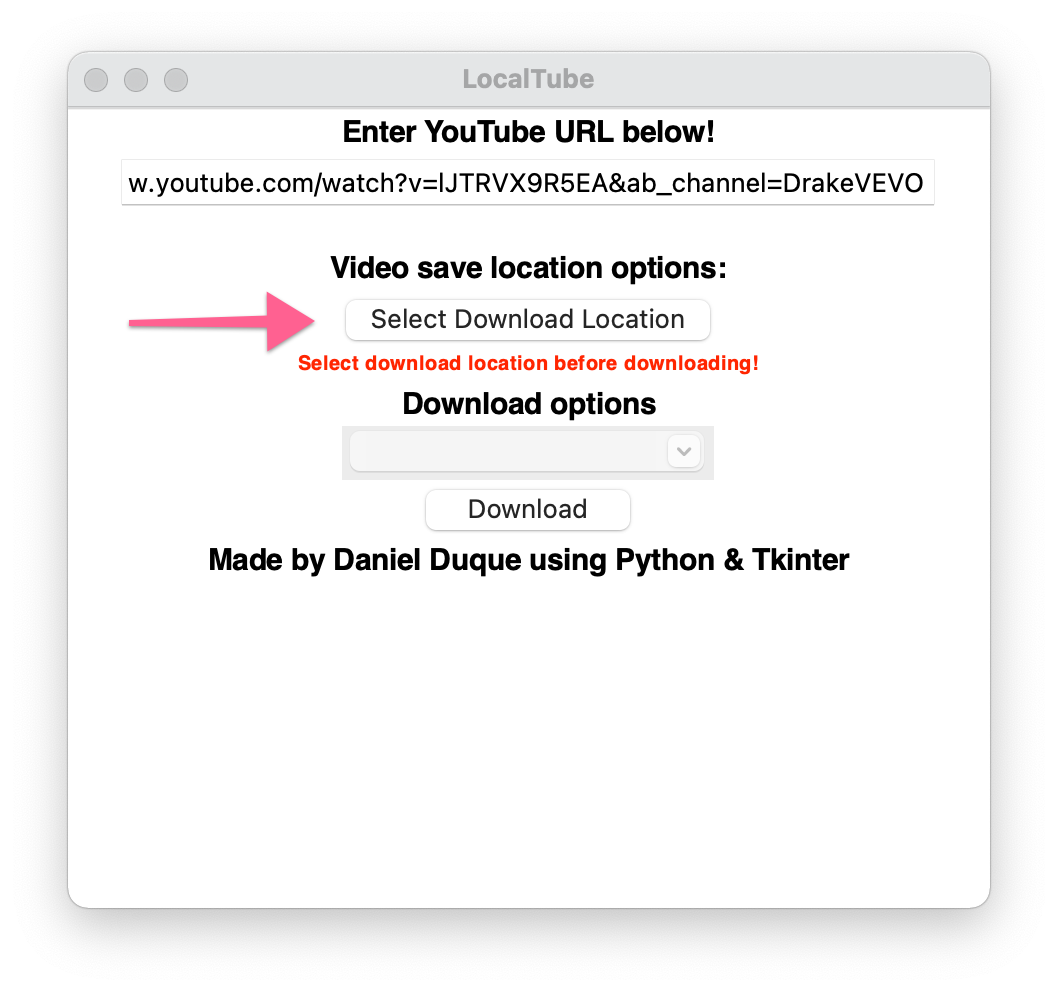 LocalTube
Enter YouTube URL below!
w.youtube.com/watch?v=lJTRVX9R5EA&ab_channel=DrakeVEVO
Video save location options:
Select Download Location
Select download location before downloading!
Download options
Download
Made by Daniel Duque using Python & Tkinter